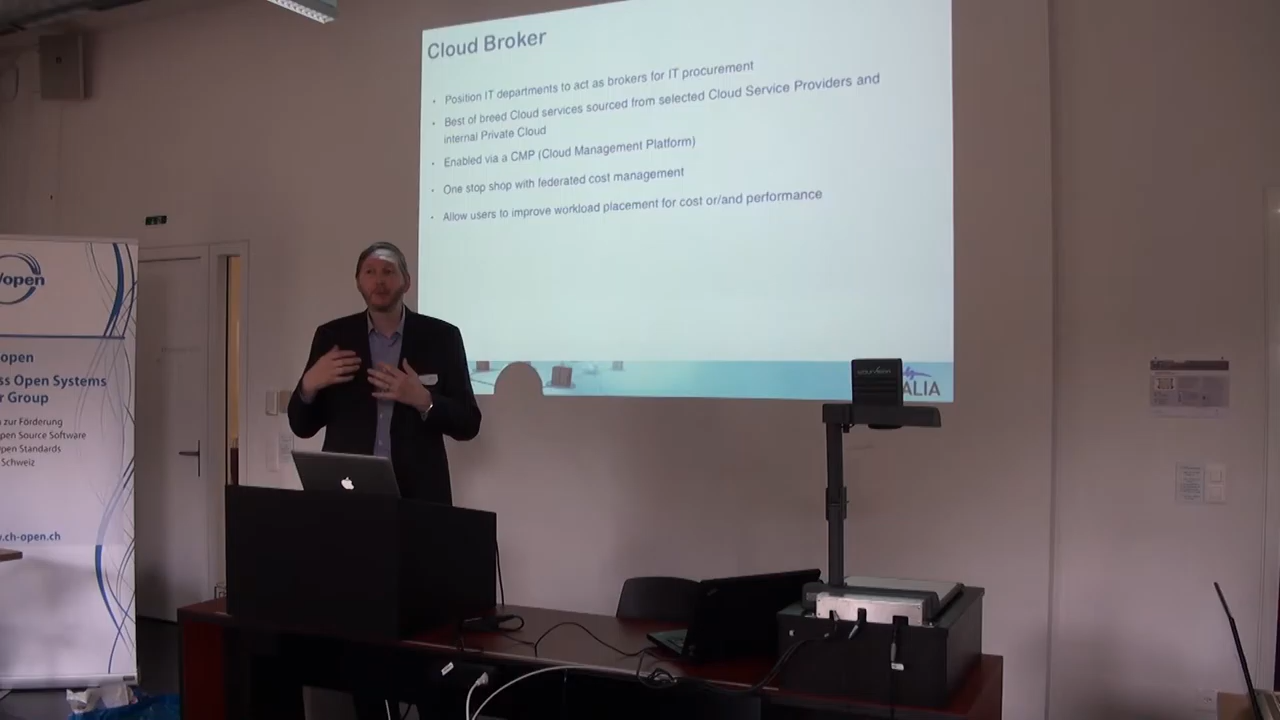 Cloud Broker
Position IT departments to act as brokers for IT procurement
Best of breed Cloud services sourced from selected Cloud Service Providers and
internal Private Cloud
Enabled via a CMP (Cloud Management Platform)
One stop shop with federated cost management
Allow users to improve workload placement for cost or/and performance
ALIA
/open
open
ss Open Systems
r Group
zur Förderung
pen Source Software
pen Standards
Schweiz
.ch-open.ch